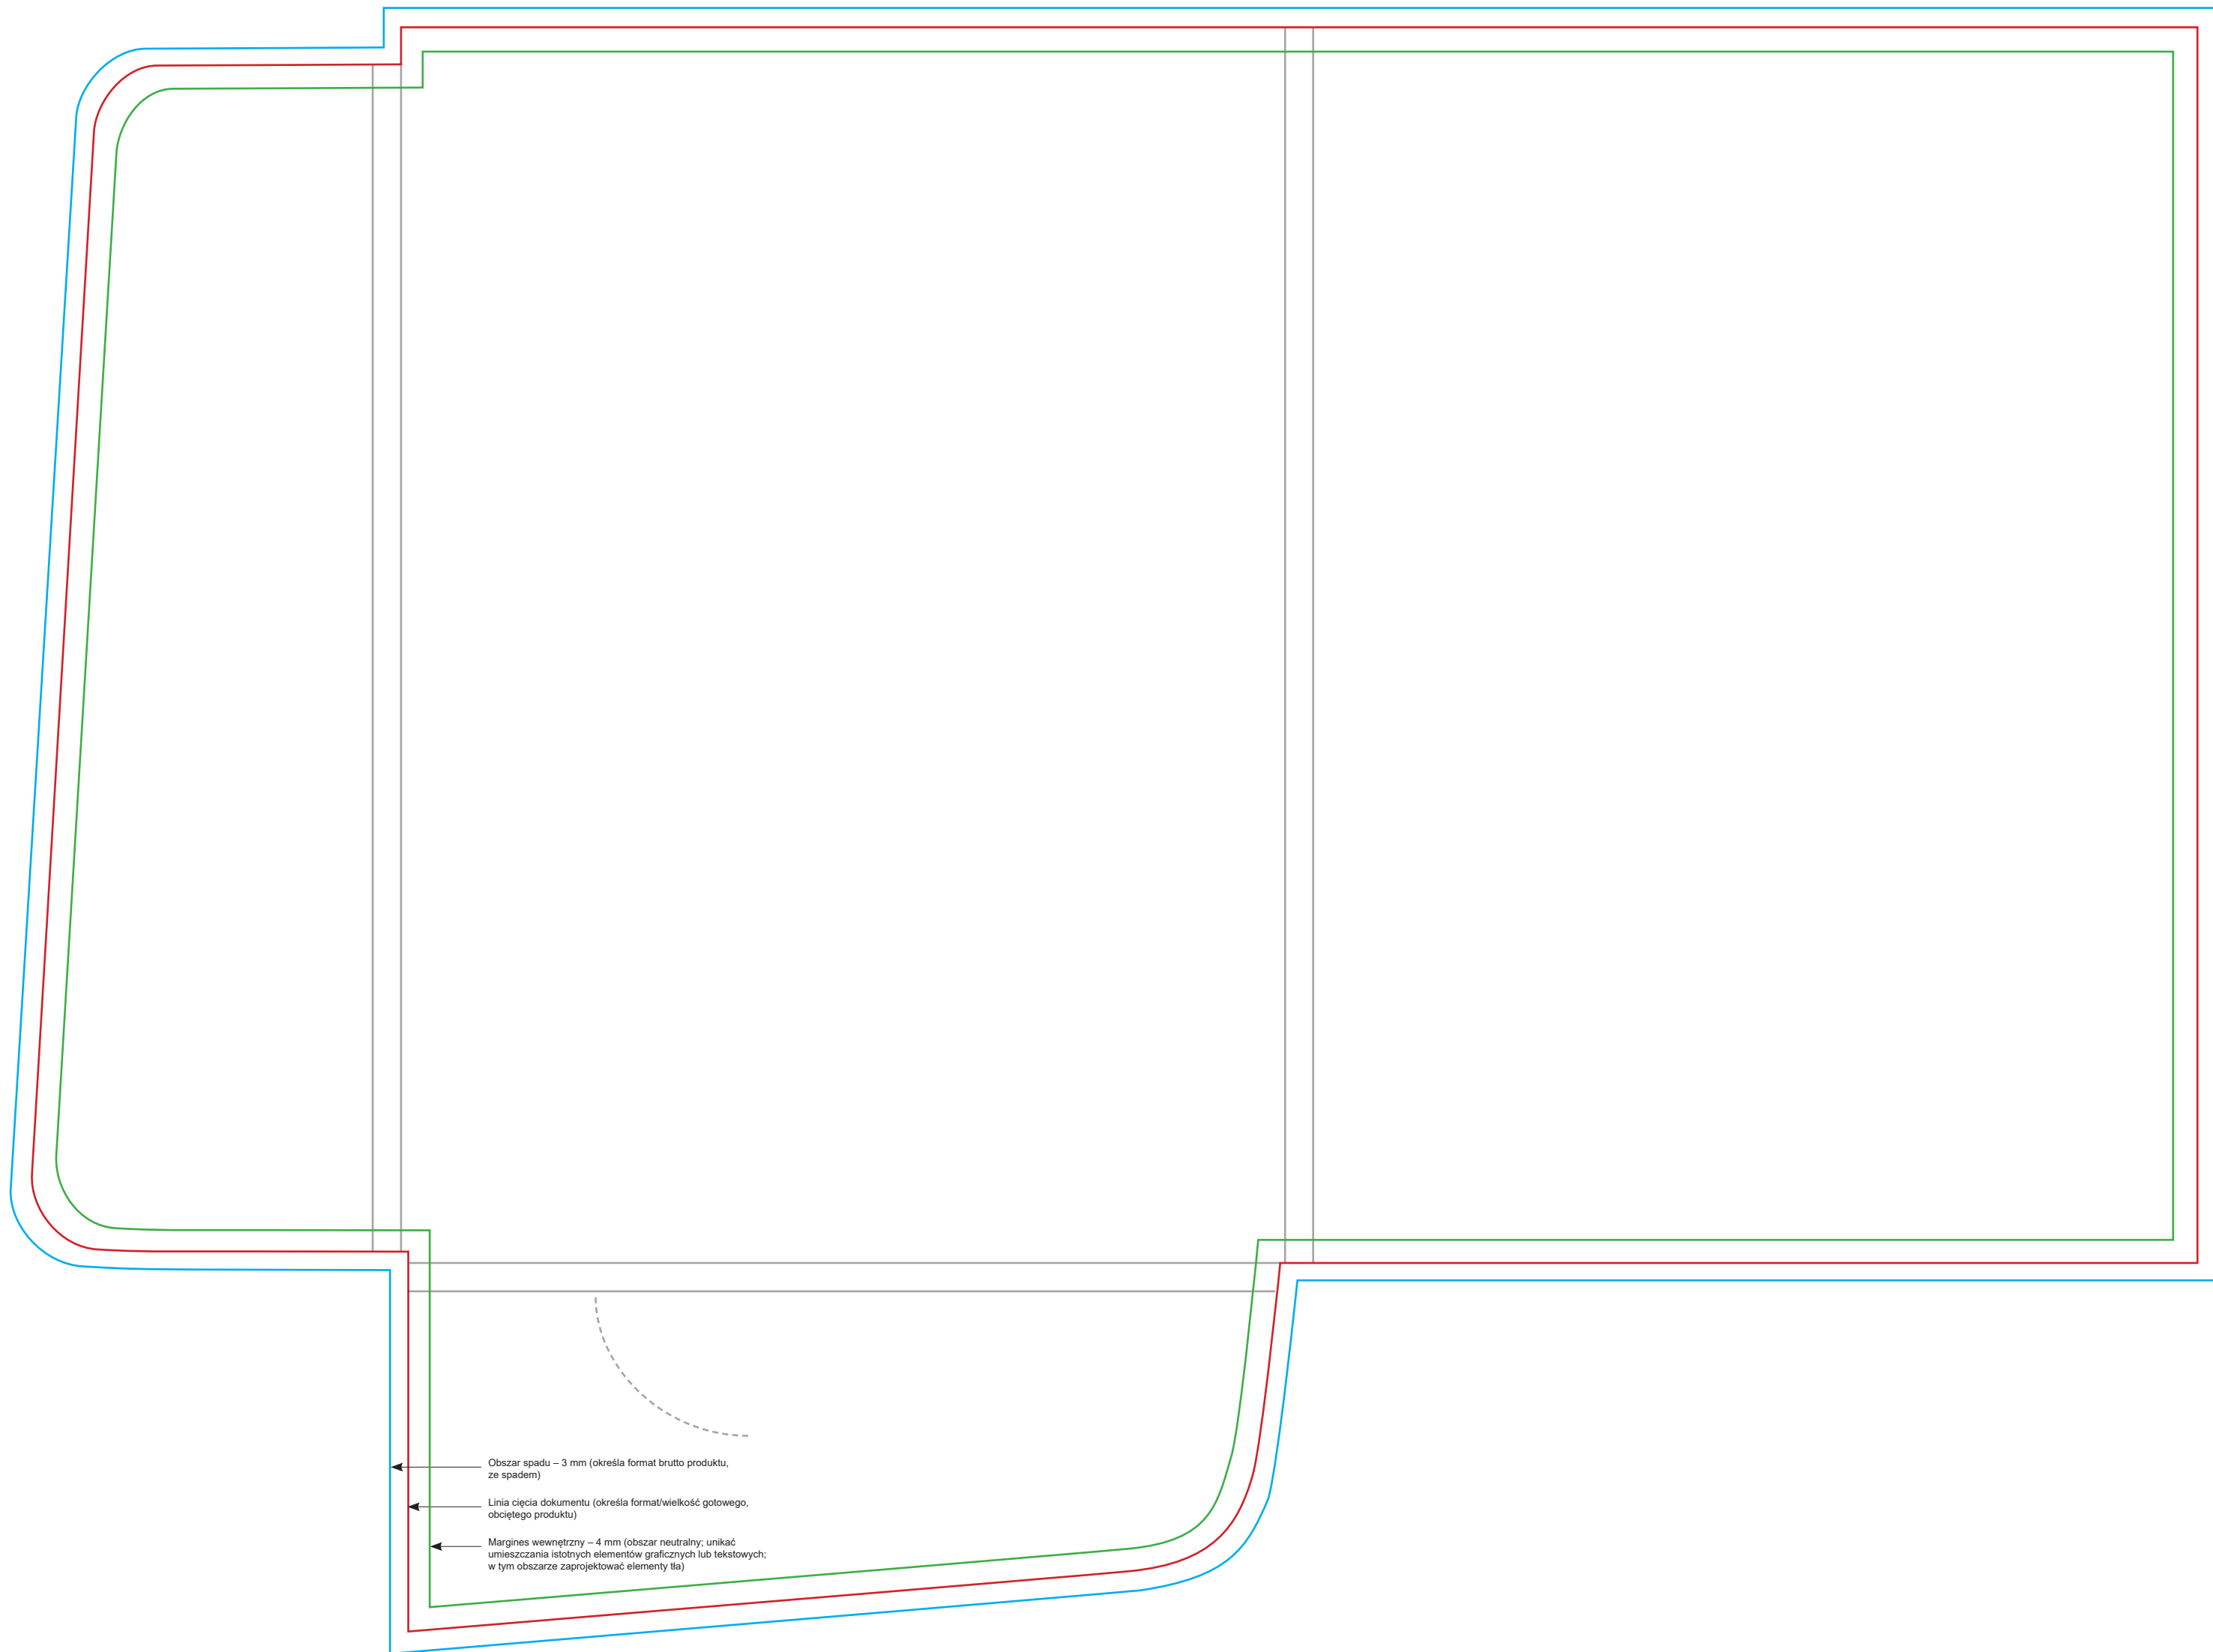 Obszar spadu – 3 mm (określa format brutto produktu,
ze spadem)
Linia cięcia dokumentu (określa format/wielkość gotowego,
obciętego produktu)
Margines wewnętrzny – 4 mm (obszar neutralny; unikać
umieszczania istotnych elementów graficznych lub tekstowych;
w tym obszarze zaprojektować elementy tła)